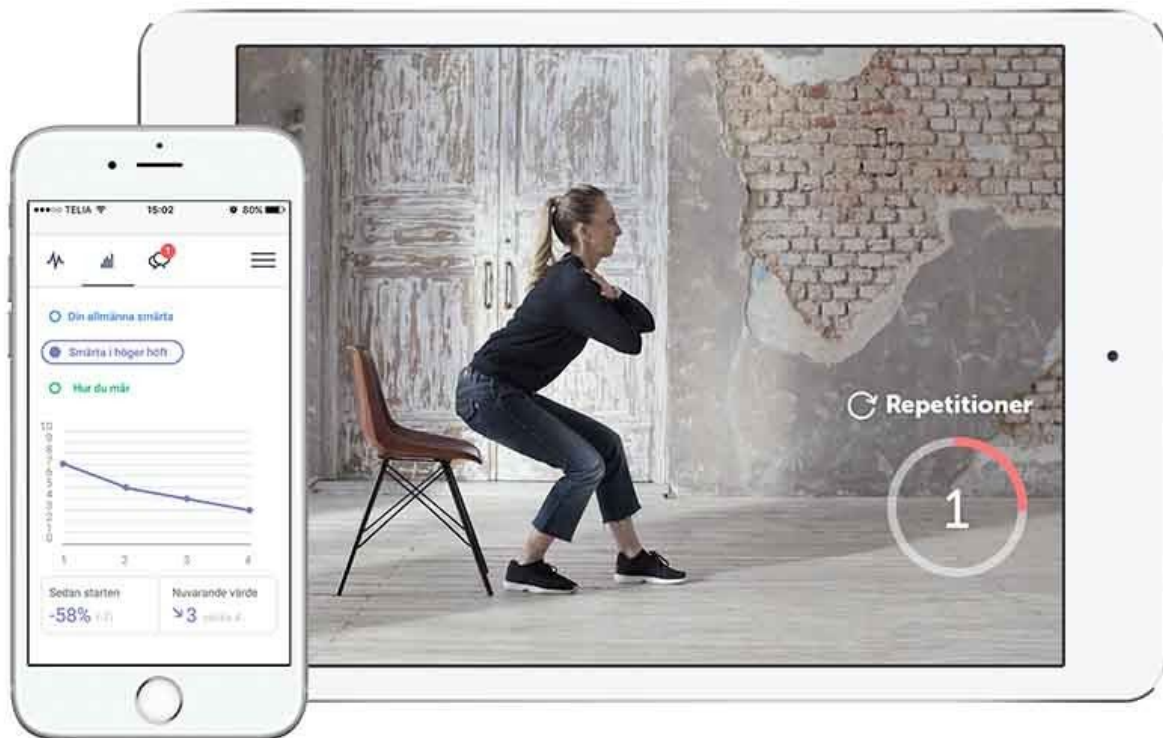 TELIA 15:02 80%
1
Din allmänna smärta
Smärta i höger höft
Hur du mår
10
9
8
7
6
5
4
3
2
1
0
1 2 3 4
Sedan starten
-58%
Nuvarande värde
3
Repetitioner
1